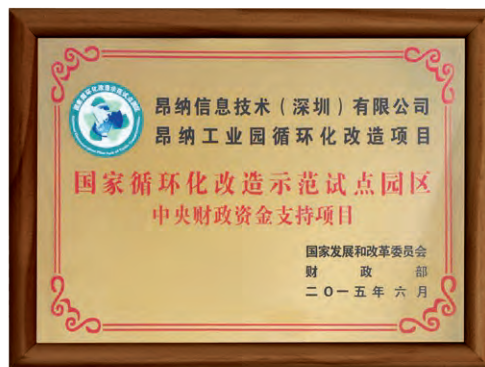 昂纳信息技术（深圳）有限公司
昂纳工业园循环化改造项目
国家循环化改造示范试点园区
中央财政资金支持项目
国家发展和改革委员会
财政部
二〇一五年六月